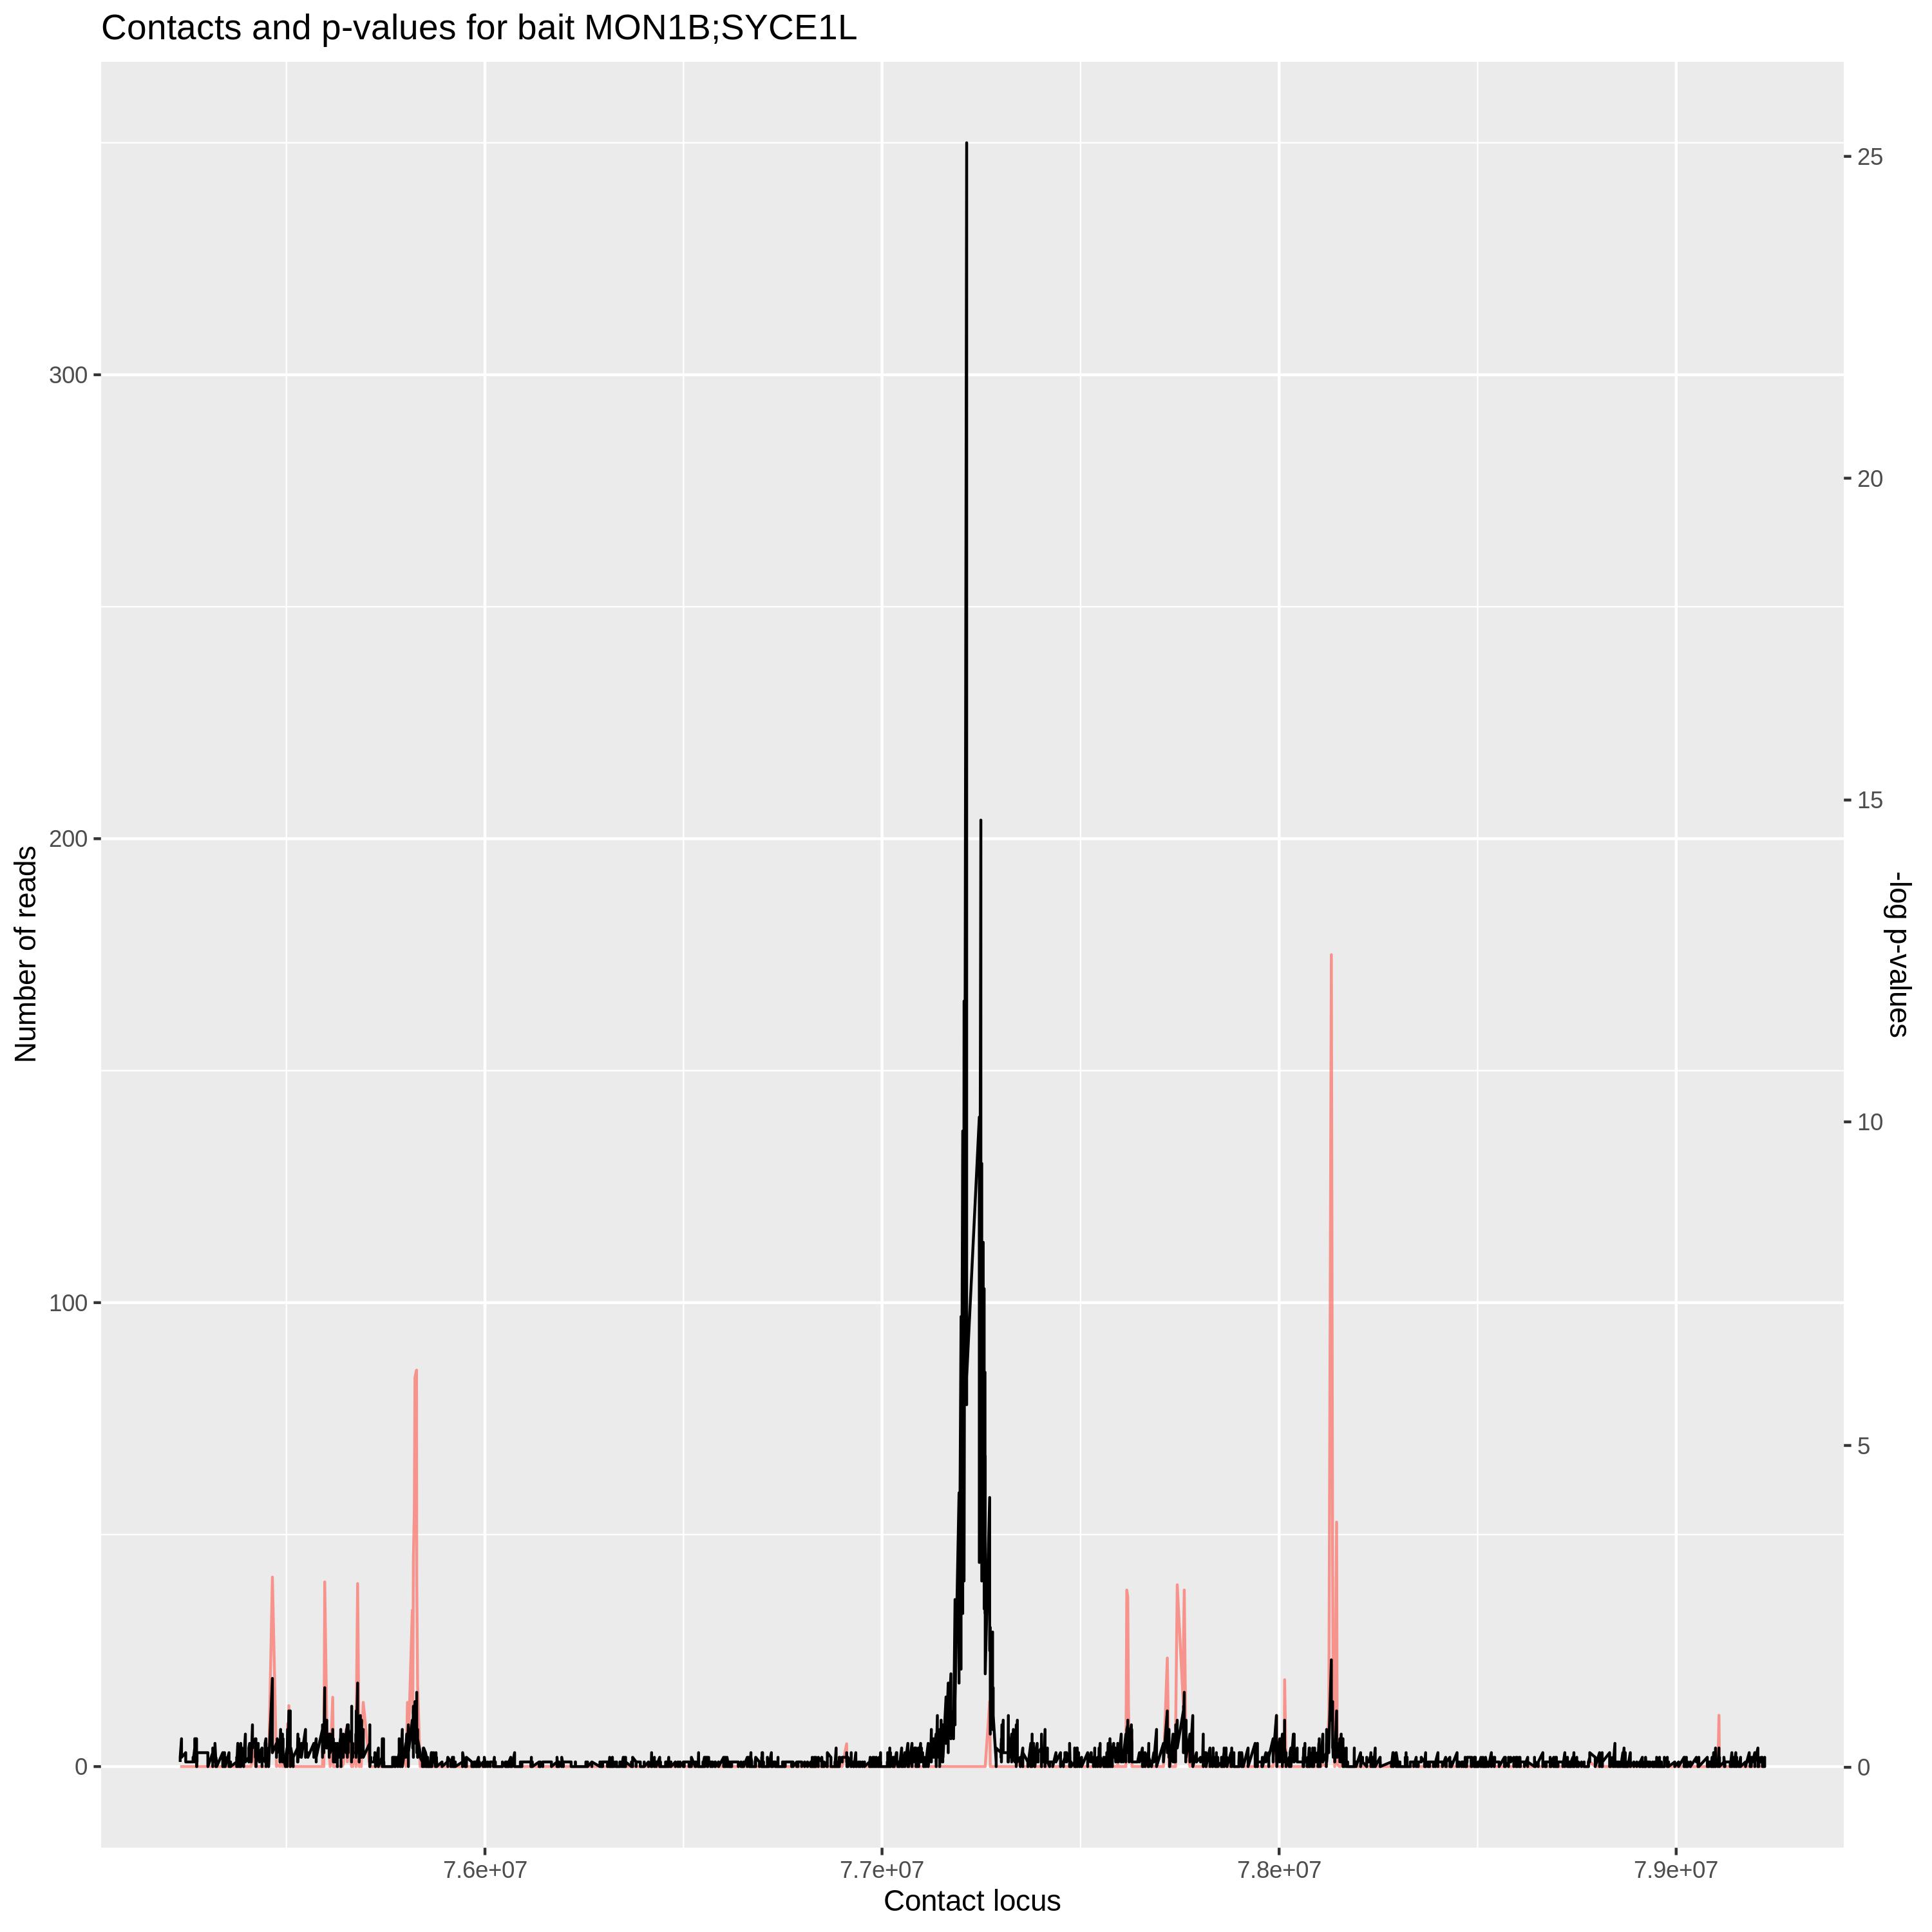 Contacts and p-values for bait MON1B;SYCE1L
Number of reads
300
200
100
0
25
20
15
10
5
0
-log p-values
7.6e+07
7.7e+07
7.8e+07
7.9e+07
Contact locus